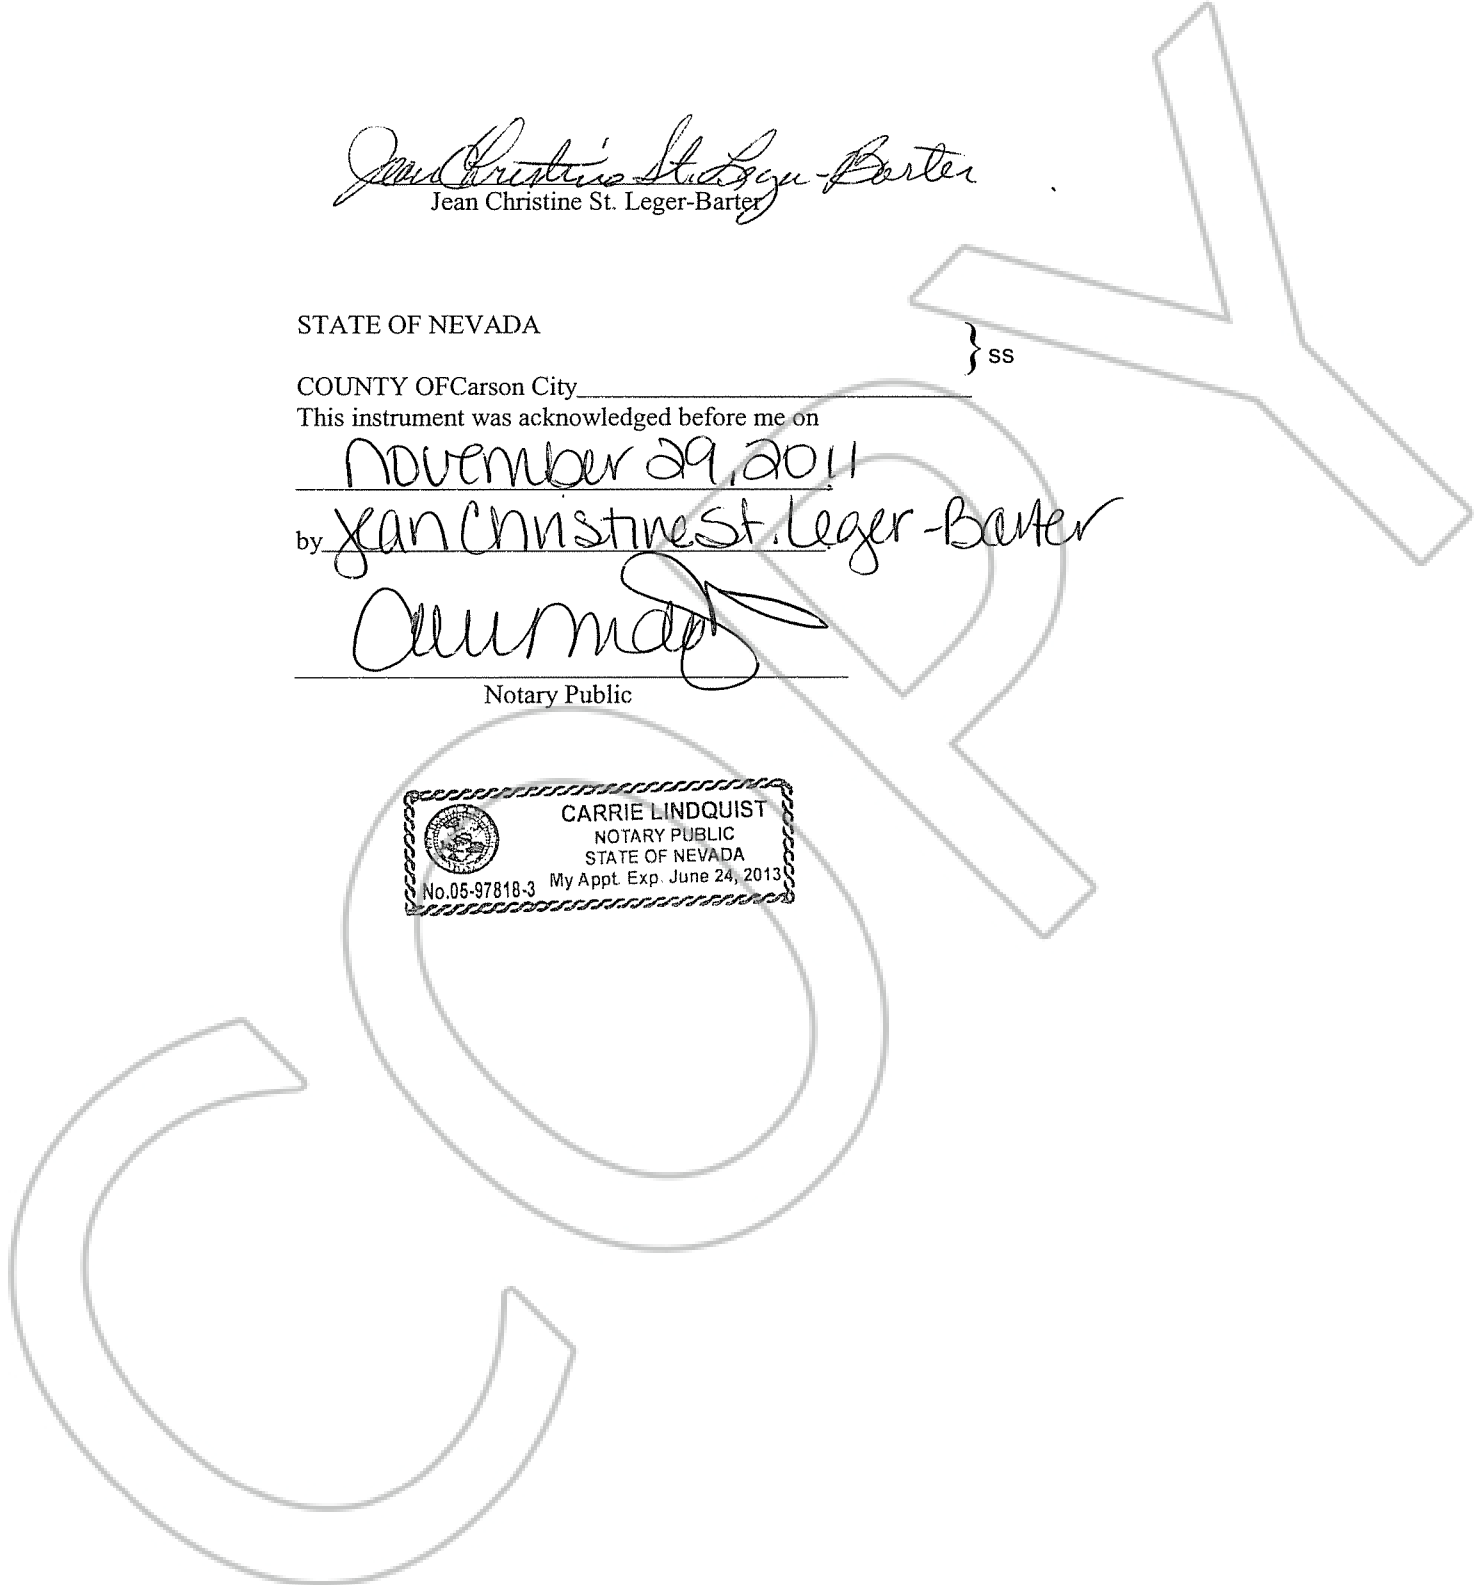 Jean Christine St. Leger-Barter
Jean Christine St. Leger-Barter
STATE OF NEVADA
} ss
COUNTY OFCarson City
This instrument was acknowledged before me on
November 29, 2011
by Jean Christine St. Leger-Barter
Notary Public
CARRIE LINDQUIST
NOTARY PUBLIC
STATE OF NEVADA
No.05-97818-3 My Appt. Exp. June 24, 2013
COPY